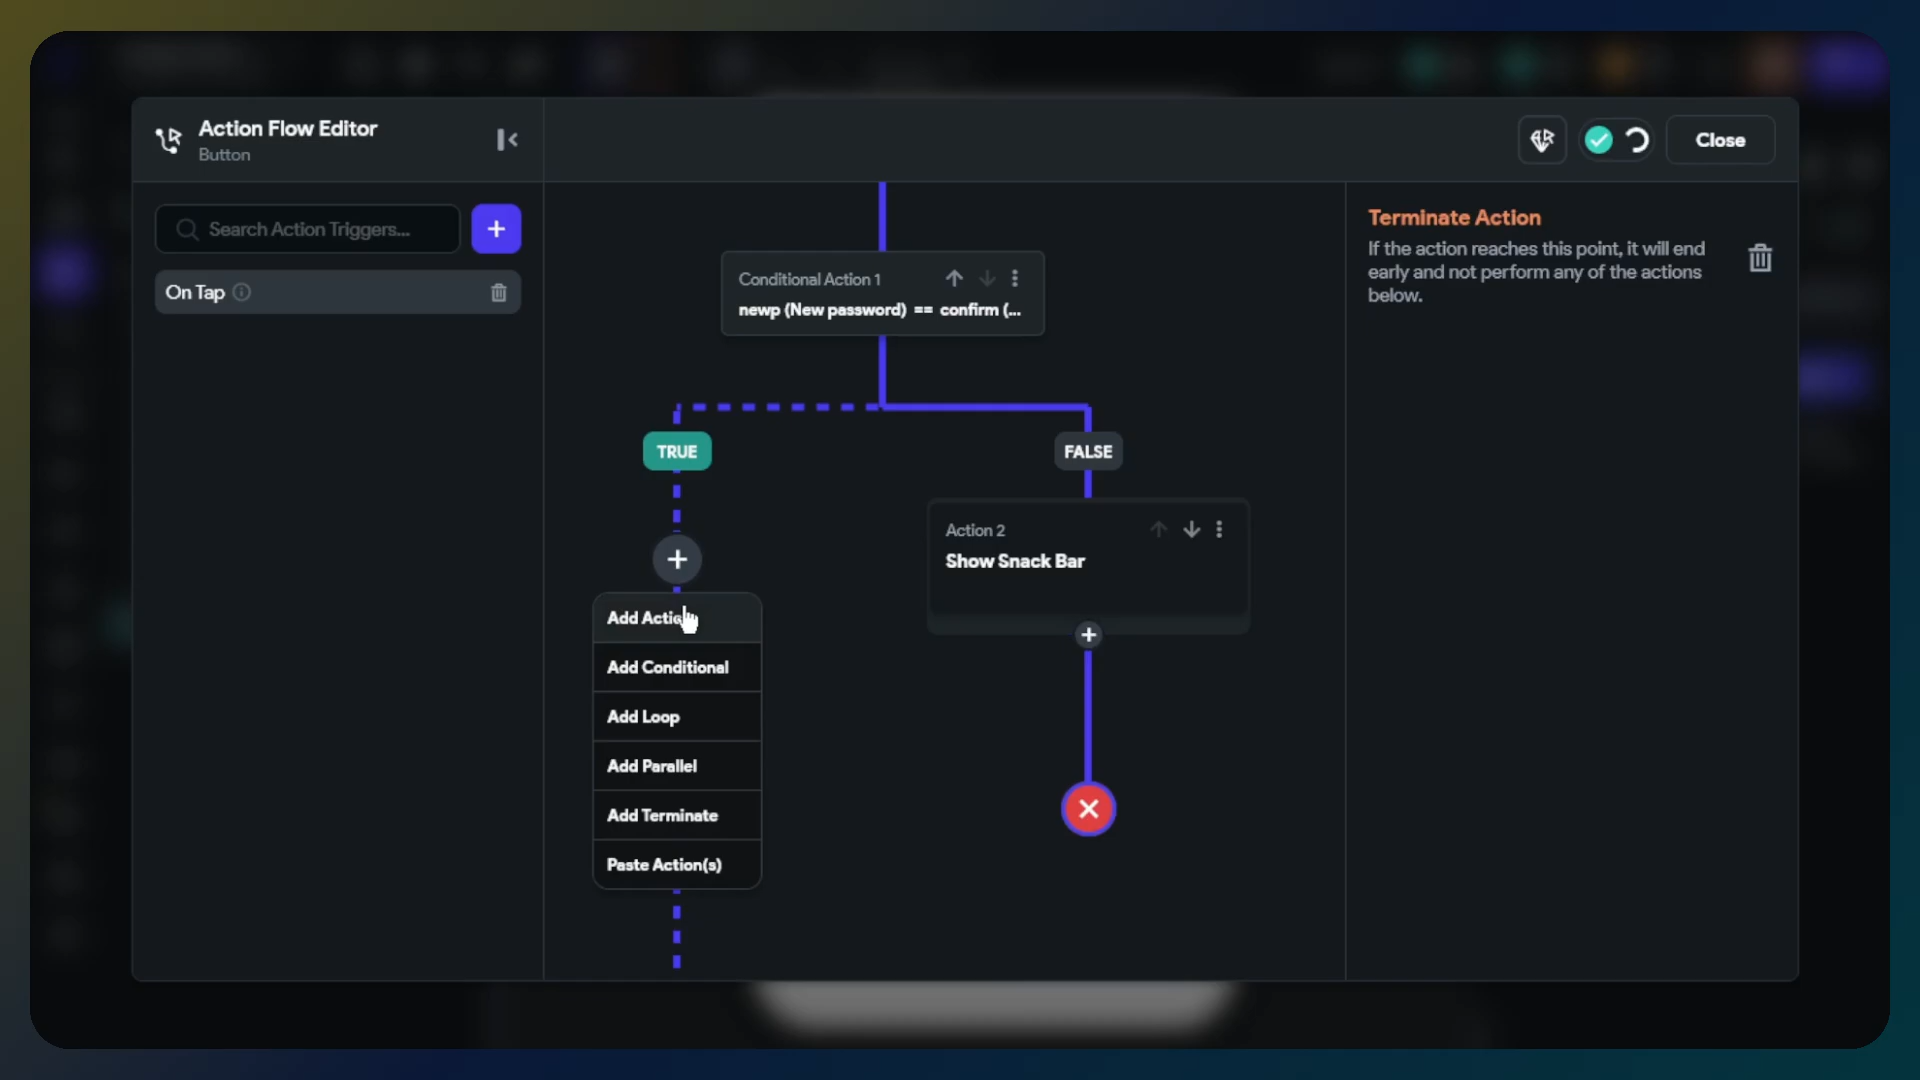 Action Flow Editor
Button
Close
Search Action Triggers...
On Tap
Conditional Action 1
newp (New password) == confirm (...
TRUE
FALSE
Action 2
Show Snack Bar
Add Action
Add Conditional
Add Loop
Add Parallel
Add Terminate
Paste Action(s)
Terminate Action
If the action reaches this point, it will end
early and not perform any of the actions
below.